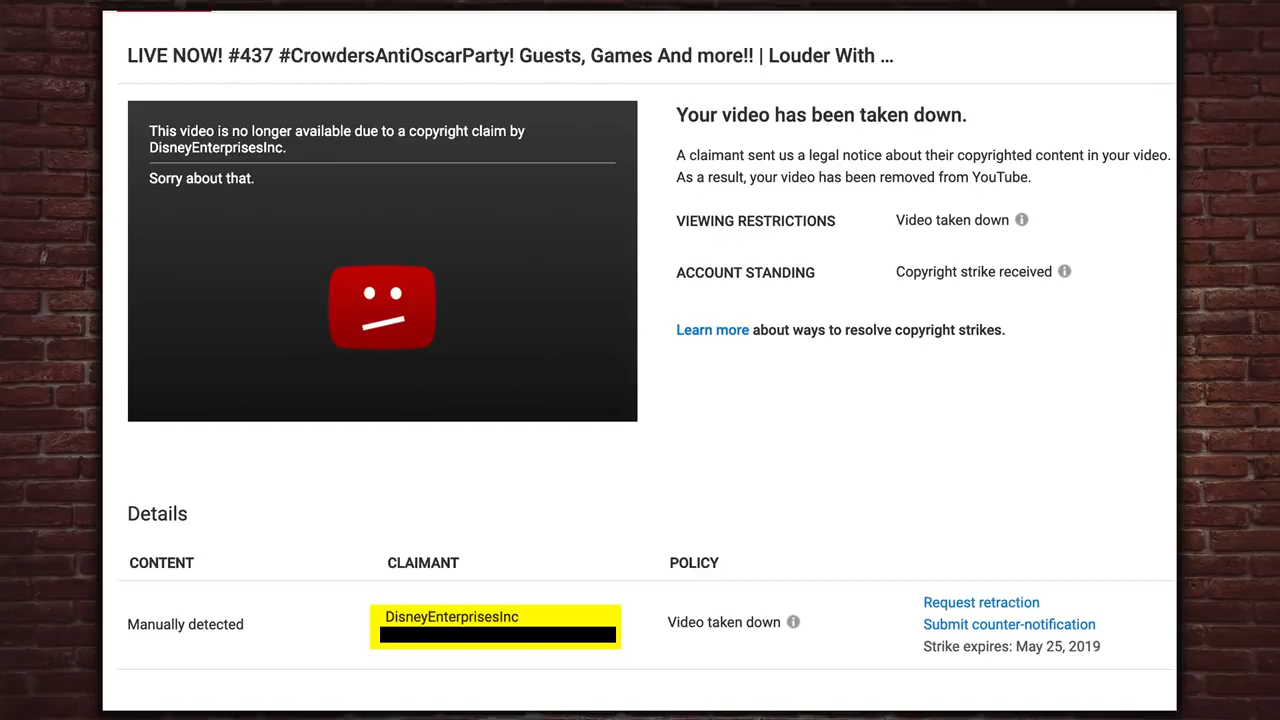 LIVE NOW! #437 #CrowdersAntiOscarParty! Guests, Games And more!! | Louder With ...
This video is no longer available due to a copyright claim by
DisneyEnterprisesInc.
Sorry about that.
Your video has been taken down.
A claimant sent us a legal notice about their copyrighted content in your video.
As a result, your video has been removed from YouTube.
VIEWING RESTRICTIONS Video taken down
ACCOUNT STANDING Copyright strike received
Learn more about ways to resolve copyright strikes.
Details
CONTENT CLAIMANT POLICY
Manually detected DisneyEnterprisesInc Video taken down
Request retraction
Submit counter-notification
Strike expires: May 25, 2019